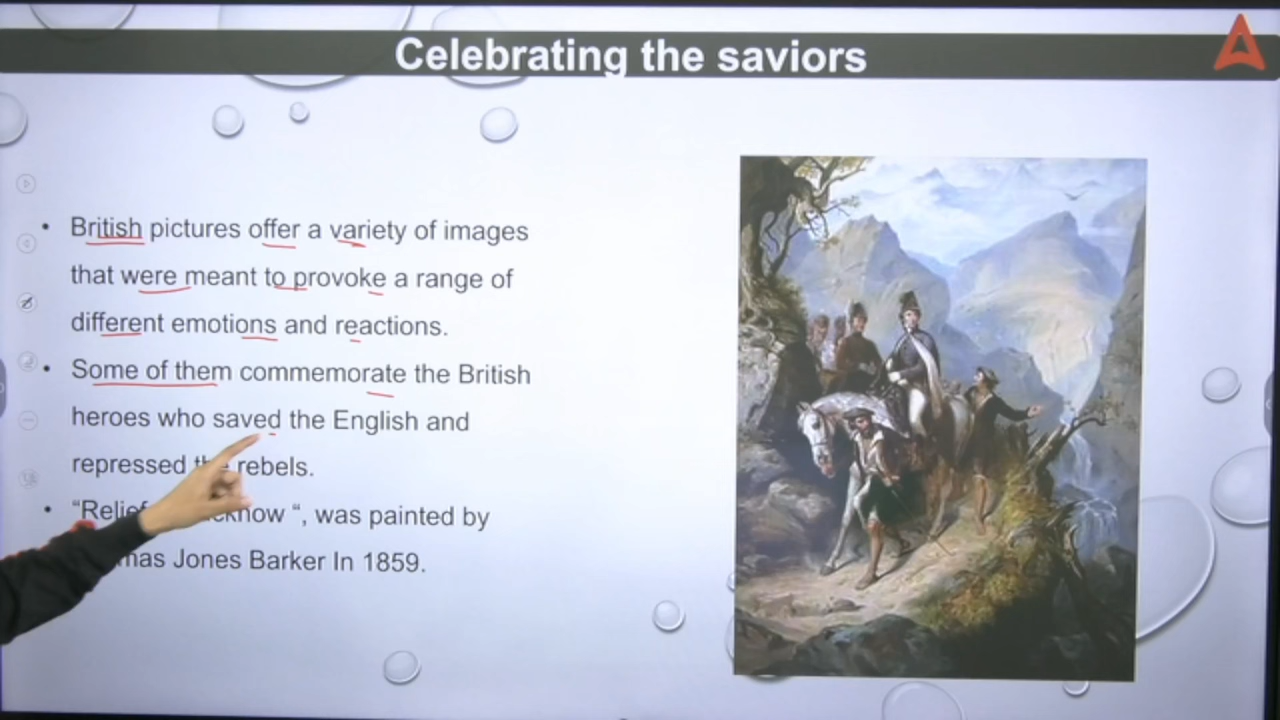 Celebrating the saviors
• British pictures offer a variety of images
that were meant to provoke a range of
different emotions and reactions.
• Some of them commemorate the British
heroes who saved the English and
repressed rebels.
• “ “, was painted by
Jones Barker In 1859.